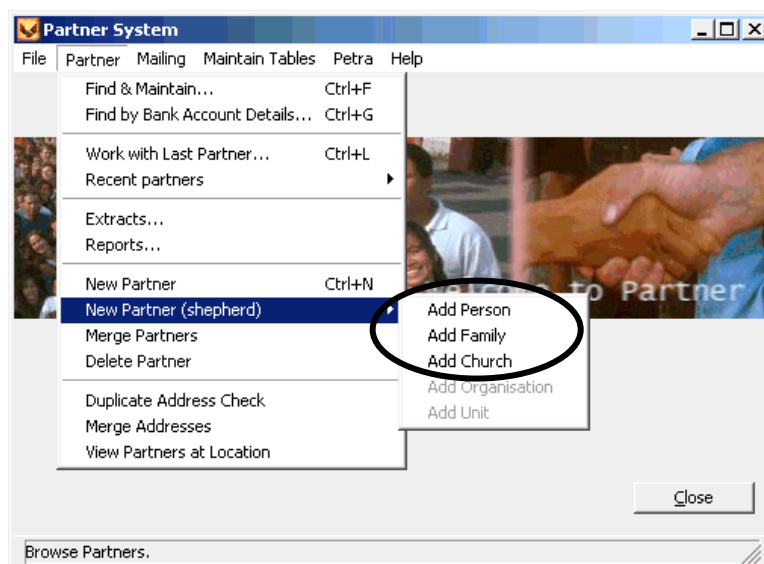 Partner System
File Partner Mailing Maintain Tables Petra Help
Find & Maintain... Ctrl+F
Find by Bank Account Details... Ctrl+G
Work with Last Partner... Ctrl+L
Recent partners
Extracts...
Reports...
New Partner Ctrl+N
to Partner
New Partner (shepherd)
Add Person
Merge Partners
Add Family
Delete Partner
Add Church
Add Organisation
Duplicate Address Check
Add Unit
Merge Addresses
View Partners at Location
Close
Browse Partners.